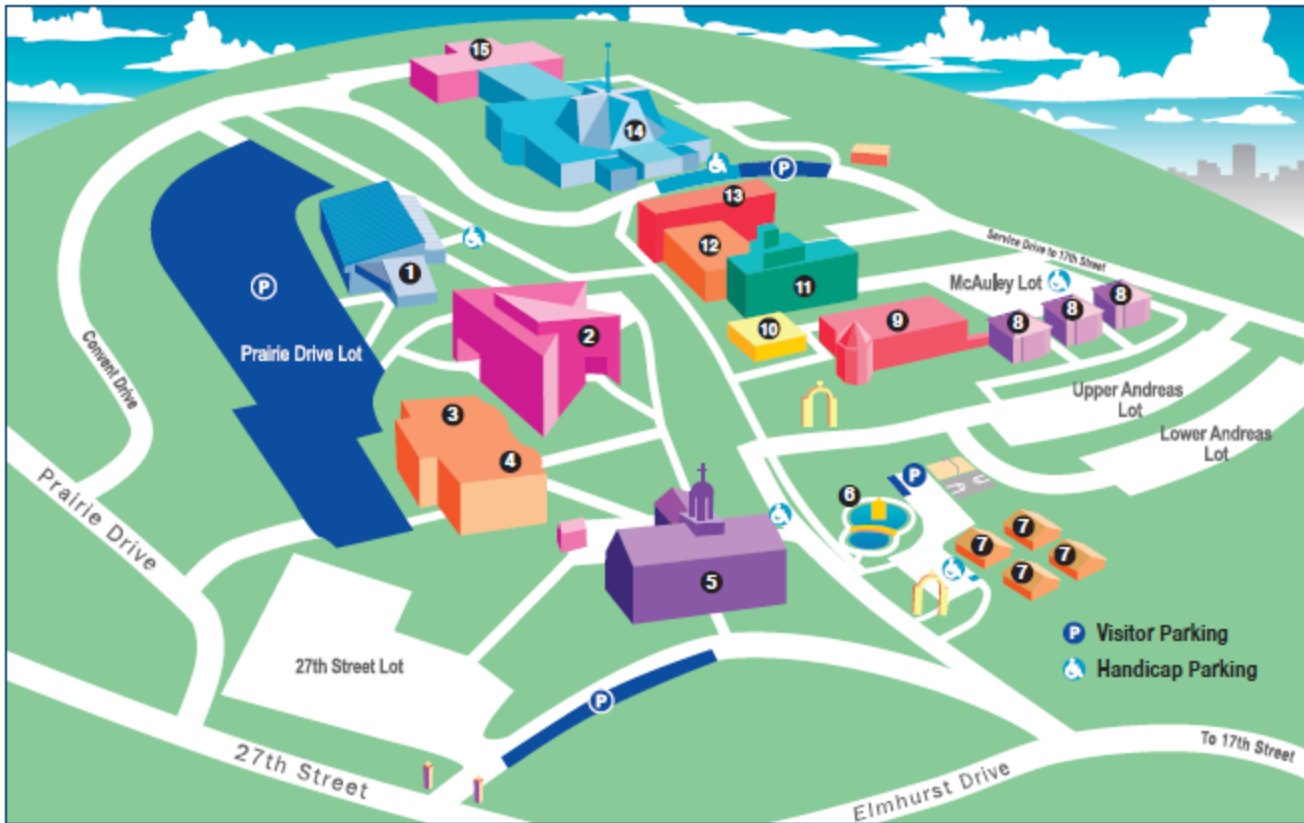 15
14
P
13
12
Service Drive to 17th Street
1
11
McAuley Lot
8
8
8
P
2
10
9
Prairie Drive Lot
Convent Drive
Upper Andreas
Lot
3
Lower Andreas
Lot
4
P
6
Prairie Drive
7
7
7
7
5
P Visitor Parking
Handicap Parking
27th Street Lot
P
27th Street
To 17th Street
Elmhurst Drive